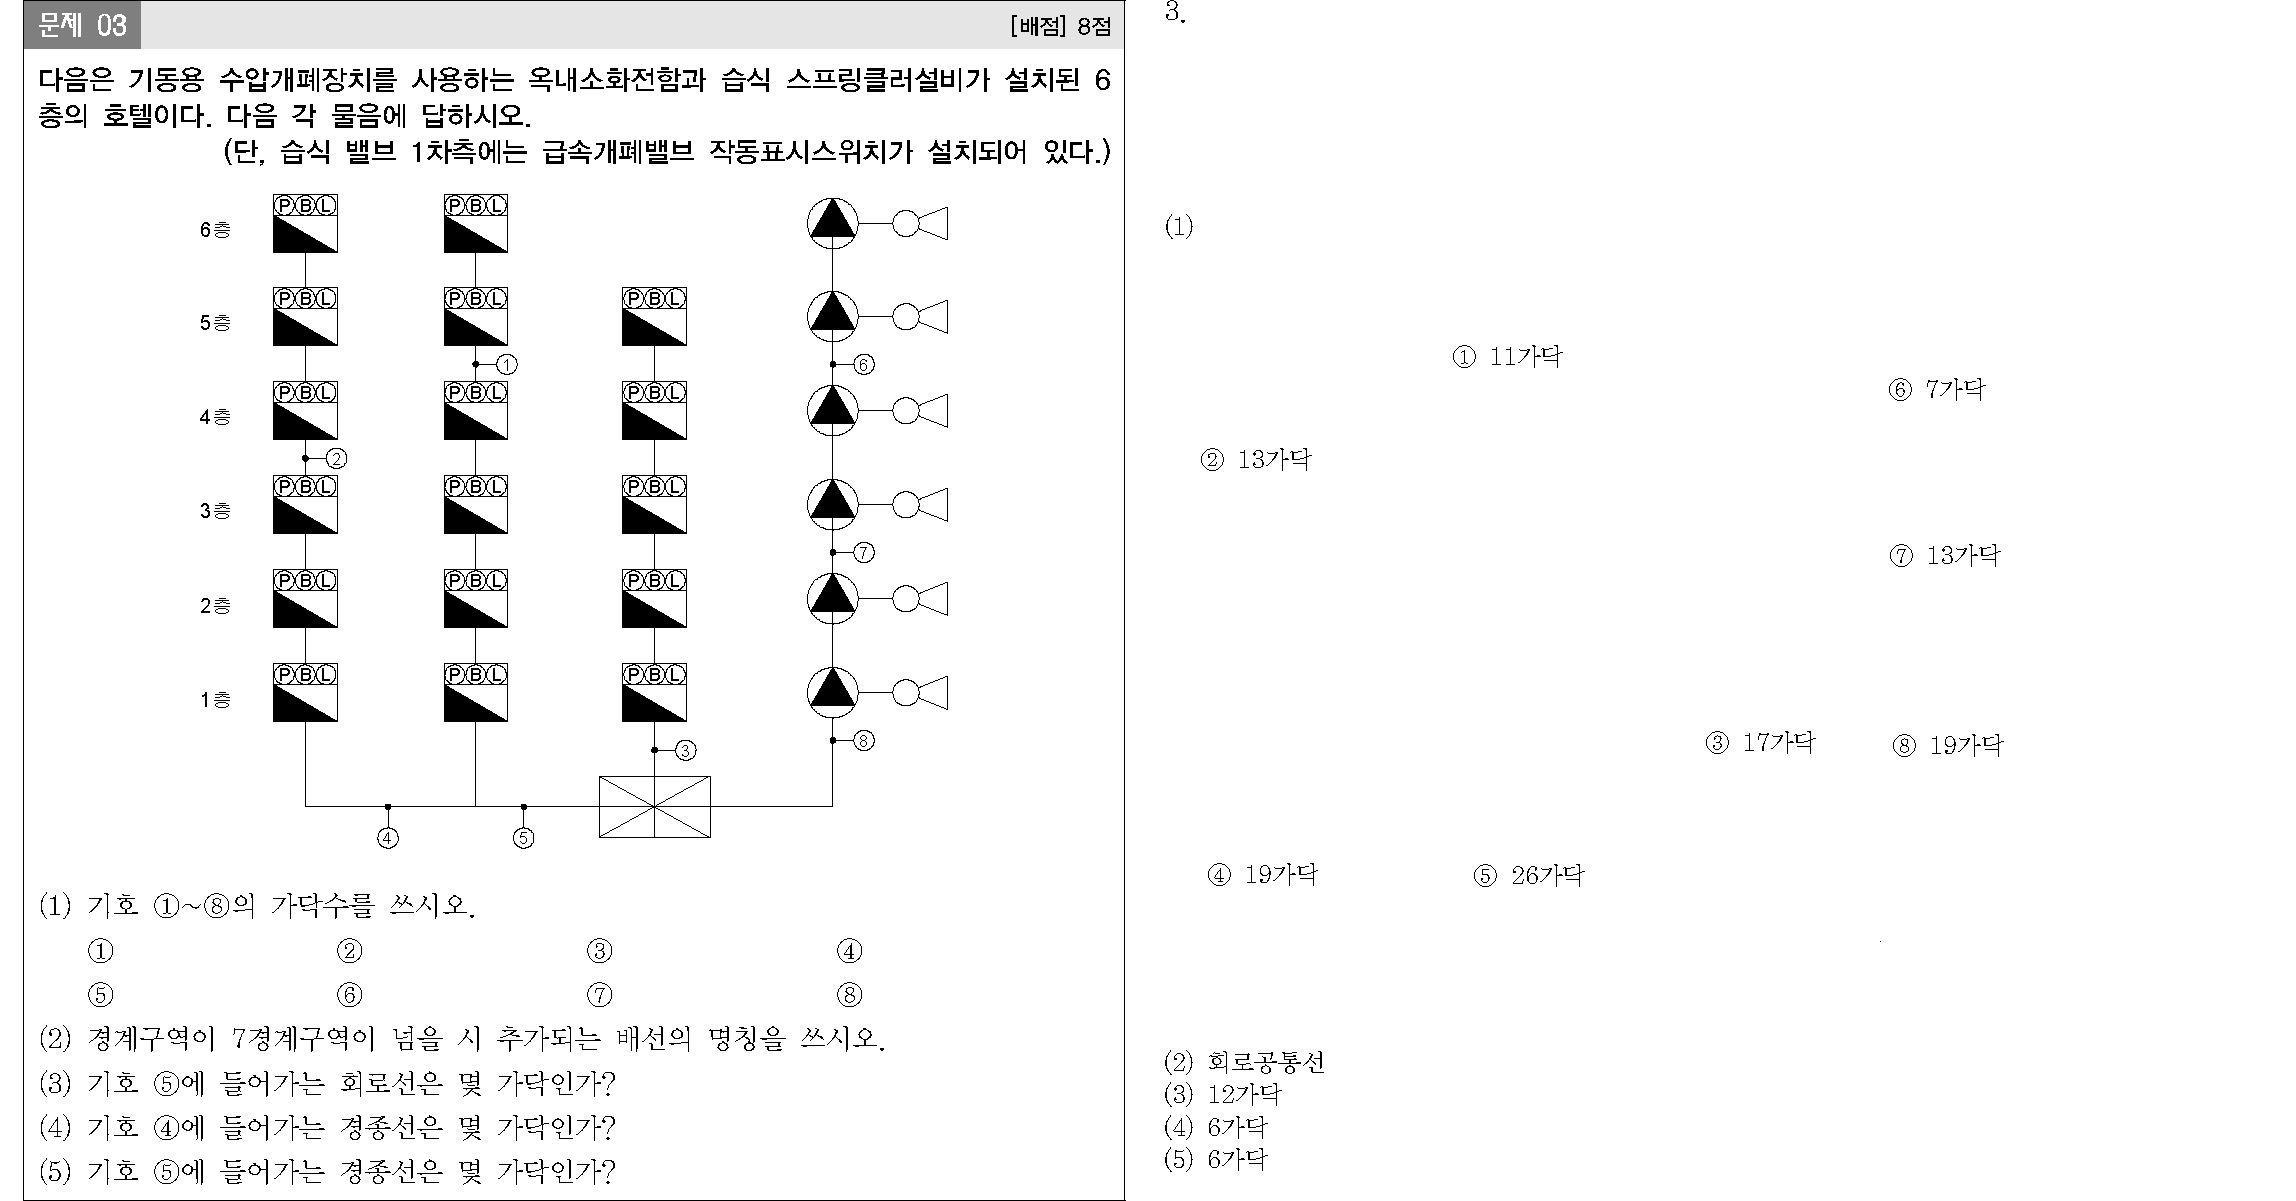 문제 03
[배점] 8점
다음은 기동용 수압개폐장치를 사용하는 옥내소화전함과 습식 스프링클러설비가 설치된 6
층의 호텔이다. 다음 각 물음에 답하시오.
(단, 습식 밸브 1차측에는 급속개폐밸브 작동표시스위치가 설치되어 있다.)
6층 ⓅⒷⓁ ⓅⒷⓁ
5층 ⓅⒷⓁ ⓅⒷⓁ ⓅⒷⓁ
① ⑥
4층 ⓅⒷⓁ ⓅⒷⓁ ⓅⒷⓁ
②
3층 ⓅⒷⓁ ⓅⒷⓁ ⓅⒷⓁ
⑦
2층 ⓅⒷⓁ ⓅⒷⓁ ⓅⒷⓁ
1층 ⓅⒷⓁ ⓅⒷⓁ ⓅⒷⓁ
③ ⑧
④ ⑤
(1) 기호 ①~⑧의 가닥수를 쓰시오.
① ② ③ ④
⑤ ⑥ ⑦ ⑧
(2) 경계구역이 7경계구역이 넘을 시 추가되는 배선의 명칭을 쓰시오.
(3) 기호 ⑤에 들어가는 회로선은 몇 가닥인가?
(4) 기호 ④에 들어가는 경종선은 몇 가닥인가?
(5) 기호 ⑤에 들어가는 경종선은 몇 가닥인가?
3.
(1)
① 11가닥
⑥ 7가닥
② 13가닥
⑦ 13가닥
③ 17가닥 ⑧ 19가닥
④ 19가닥 ⑤ 26가닥
(2) 회로공통선
(3) 12가닥
(4) 6가닥
(5) 6가닥